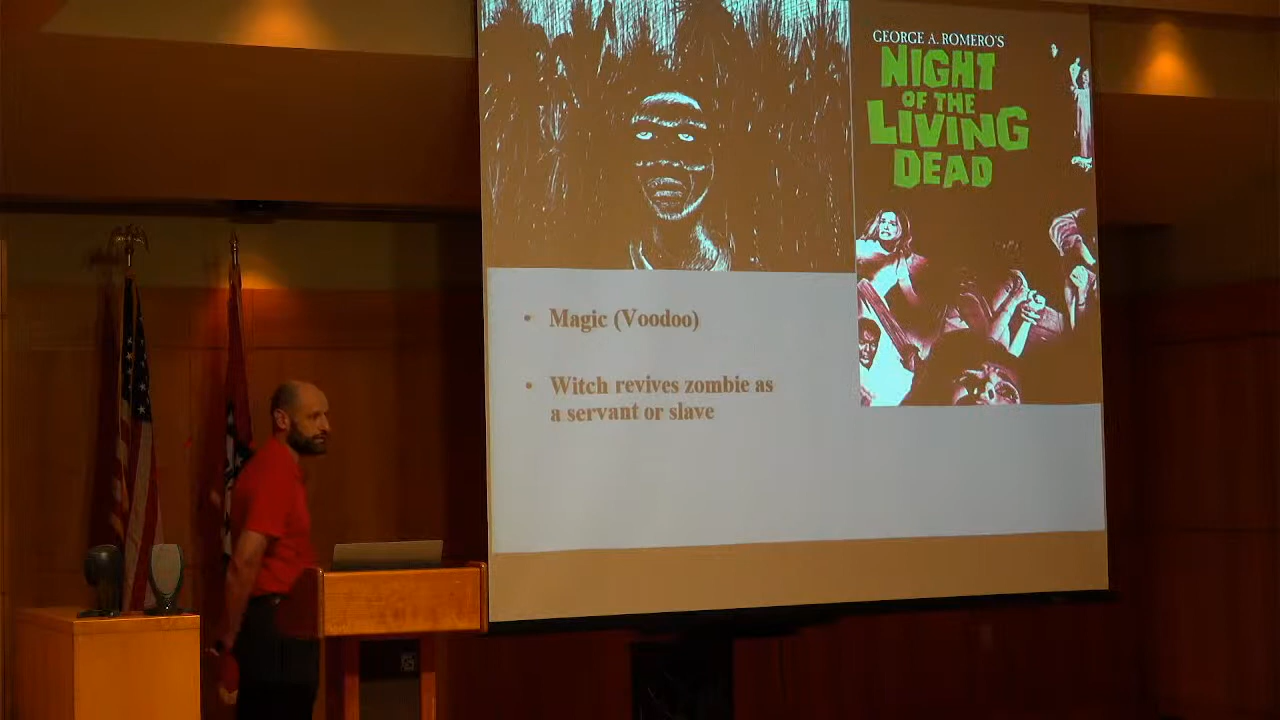 GEORGE A. ROMERO'S
NIGHT
OF THE
LIVING
DEAD
• Magic (Voodoo)
• Witch revives zombie as
a servant or slave